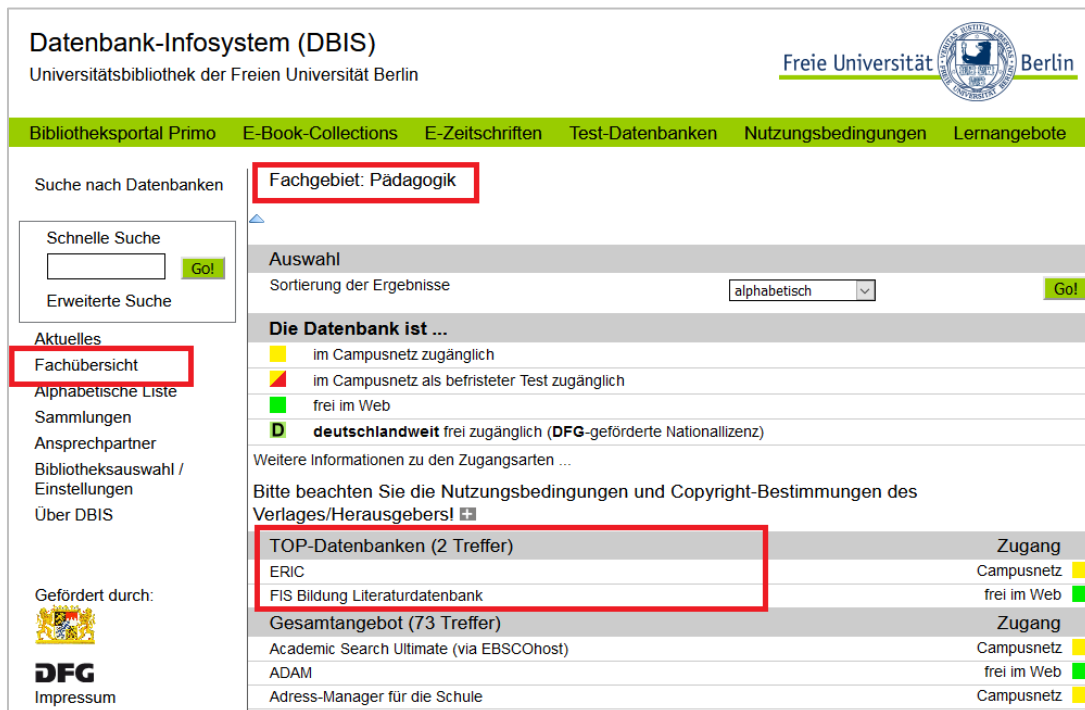 Datenbank-Infosystem (DBIS)
Universitätsbibliothek der Freien Universität Berlin
Freie Universität Berlin
Bibliotheksportal Primo E-Book-Collections E-Zeitschriften Test-Datenbanken Nutzungsbedingungen Lernangebote
Suche nach Datenbanken
Schnelle Suche
Go!
Erweiterte Suche
Aktuelles
Fachübersicht
Alphabetische Liste
Sammlungen
Ansprechpartner
Bibliotheksauswahl /
Einstellungen
Über DBIS
Gefördert durch:
DFG
Impressum
Fachgebiet: Pädagogik
Auswahl
Sortierung der Ergebnisse alphabetisch Go!
Die Datenbank ist ...
im Campusnetz zugänglich
im Campusnetz als befristeter Test zugänglich
frei im Web
D deutschlandweit frei zugänglich (DFG-geförderte Nationallizenz)
Weitere Informationen zu den Zugangsarten ...
Bitte beachten Sie die Nutzungsbedingungen und Copyright-Bestimmungen des
Verlages/Herausgebers!
TOP-Datenbanken (2 Treffer) Zugang
ERIC Campusnetz
FIS Bildung Literaturdatenbank frei im Web
Gesamtangebot (73 Treffer) Zugang
Academic Search Ultimate (via EBSCOhost) Campusnetz
ADAM frei im Web
Adress-Manager für die Schule Campusnetz